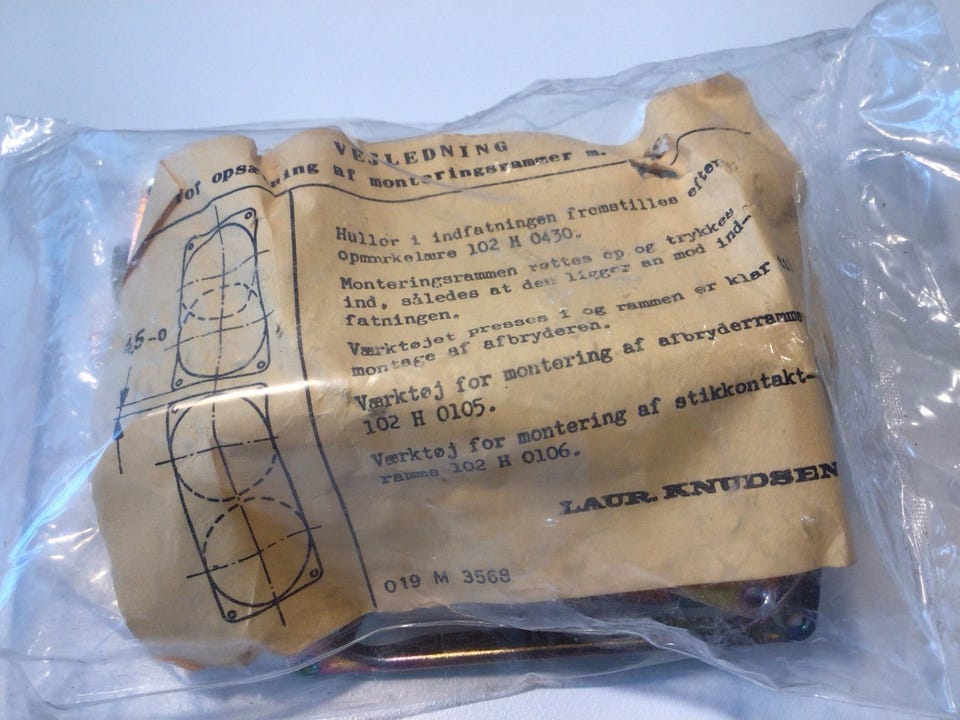 VEJLEDNING
for opsætning af monteringsrammer m.
Huller i indfatningen fremstilles efter
opmærkelære 102 H 0430.
Monteringsrammen rettes op og trykkes
ind, således at den ligger an mod ind-
fatningen.
Værktøjet presses i og rammen er klar til
montage af afbryderen.
Værktøj for montering af afbryderramme
102 H 0105.
Værktøj for montering af stikkontakt-
ramme 102 H 0106.
LAUR. KNUDSEN
019 M 3568